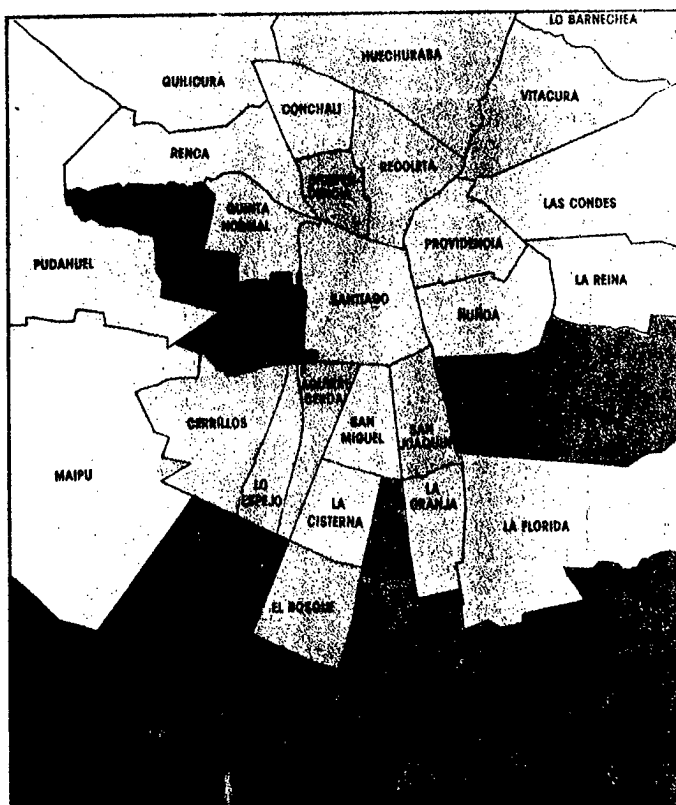 LO BARNECHEA
HUECHURABA
QUILICURA
VITACURA
CONCHALI
RENCA
RECOLETA
QUINTA
NORMAL
LAS CONDES
PROVIDENCIA
PUDAHUEL
LA REINA
SANTIAGO
ÑUÑOA
CERRILLOS
SAN
MIGUEL
SAN
JOAQUIN
MAIPU
LO
ESPEJO
LA
CISTERNA
LA
GRANJA
LA FLORIDA
EL BOSQUE